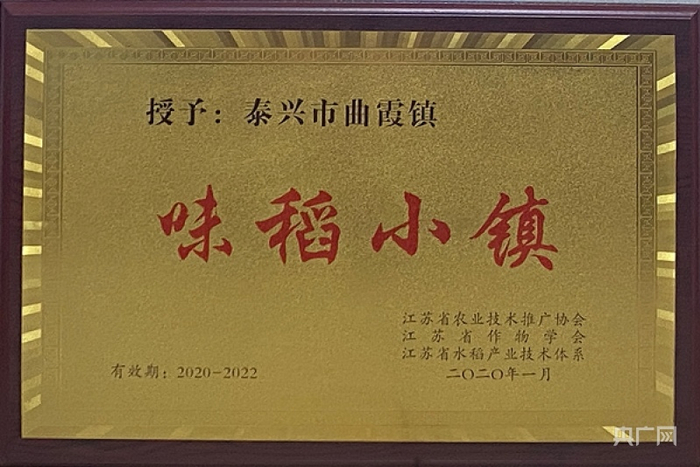 授予：泰兴市曲霞镇
味稻小镇
江苏省农业技术推广协会
江苏省作物学会
江苏省水稻产业技术体系
有效期：2020-2022
二〇二〇年一月
央广网